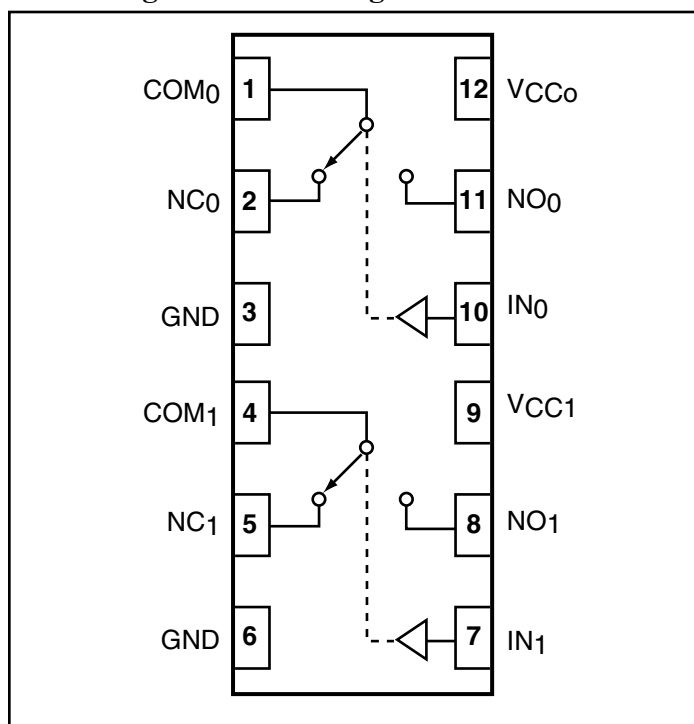 COM0 1 12 VCCo
NC0 2 11 NO0
GND 3 10 IN0
COM1 4 9 VCC1
NC1 5 8 NO1
GND 6 7 IN1